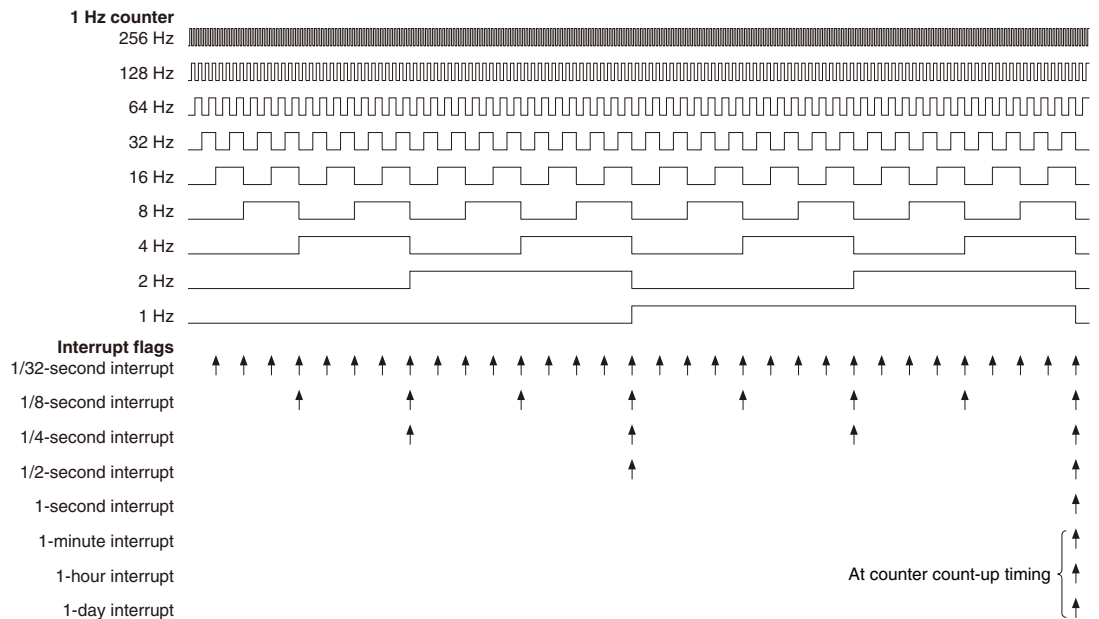 1 Hz counter
256 Hz
128 Hz
64 Hz
32 Hz
16 Hz
8 Hz
4 Hz
2 Hz
1 Hz
Interrupt flags
1/32-second interrupt
1/8-second interrupt
1/4-second interrupt
1/2-second interrupt
1-second interrupt
1-minute interrupt
1-hour interrupt
At counter count-up timing
1-day interrupt